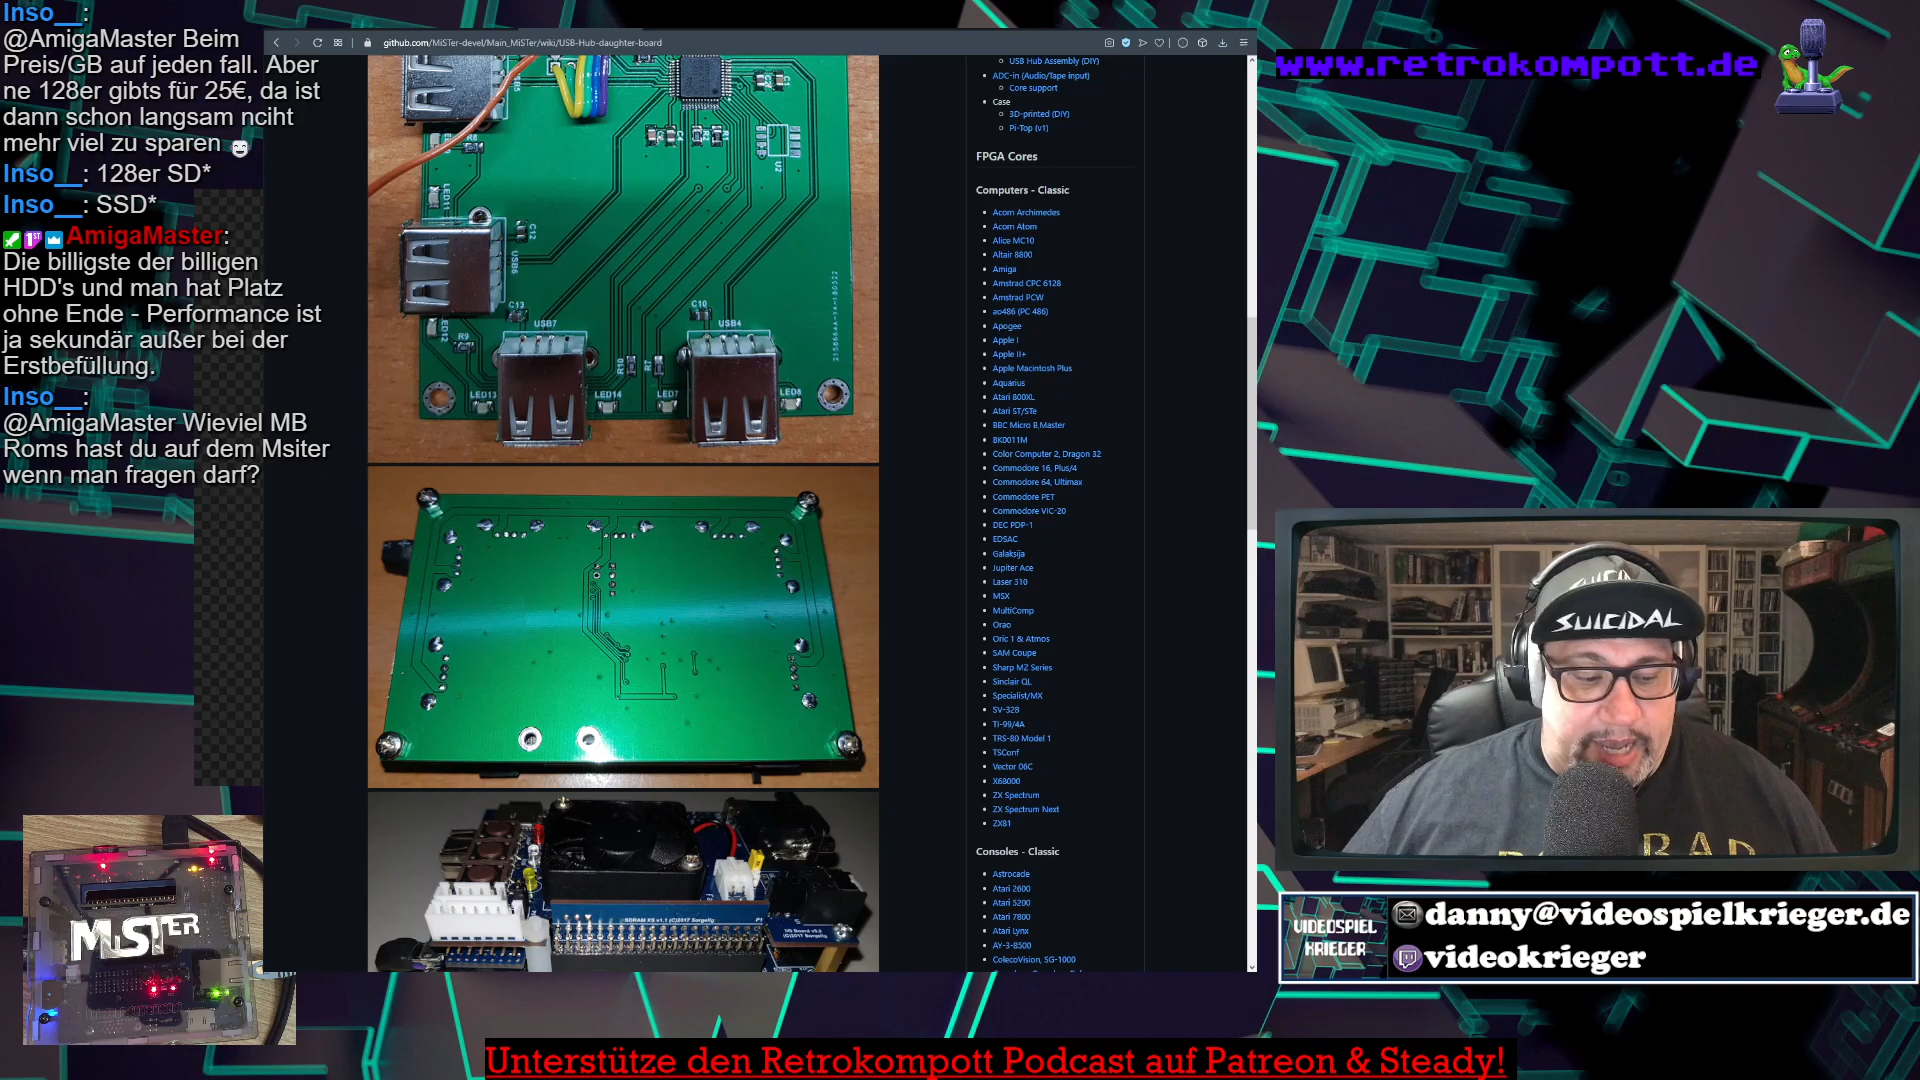 Inso__:
@AmigaMaster Beim
Preis/GB auf jeden fall. Aber
ne 128er gibts für 25€, da ist
dann schon langsam nciht
mehr viel zu sparen
Inso__: 128er SD*
Inso__: SSD*
AmigaMaster:
Die billigste der billigen
HDD's und man hat Platz
ohne Ende - Performance ist
ja sekundär außer bei der
Erstbefüllung.
Inso__:
@AmigaMaster Wieviel MB
Roms hast du auf dem Msiter
wenn man fragen darf?
github.com/MiSTer-devel/Main_MiSTer/wiki/USB-Hub-daughter-board
R8
LED11
C12
USB6
C13
R9
USB7
C10
USB4
R10
R7
U2
LED13
LED14
LED7
LED8
SDRAM XS v1.1 (C)2017 Sorgelig
P1
USB Hub Assembly (DIY)
ADC-in (Audio/Tape input)
Core support
Case
3D-printed (DIY)
Pi-Top (v1)
FPGA Cores
Computers - Classic
Acorn Archimedes
Acorn Atom
Alice MC10
Altair 8800
Amiga
Amstrad CPC 6128
Amstrad PCW
ao486 (PC 486)
Apogee
Apple I
Apple II+
Apple Macintosh Plus
Aquarius
Atari 800XL
Atari ST/STe
BBC Micro B,Master
BK0011M
Color Computer 2, Dragon 32
Commodore 16, Plus/4
Commodore 64, Ultimax
Commodore PET
Commodore VIC-20
DEC PDP-1
EDSAC
Galaksija
Jupiter Ace
Laser 310
MSX
MultiComp
Orao
Oric 1 & Atmos
SAM Coupe
Sharp MZ Series
Sinclair QL
Specialist/MX
SV-328
TI-99/4A
TRS-80 Model 1
TSConf
Vector 06C
X68000
ZX Spectrum
ZX Spectrum Next
ZX81
Consoles - Classic
Astrocade
Atari 2600
Atari 5200
Atari 7800
Atari Lynx
AY-3-8500
ColecoVision, SG-1000
www.retrokompott.de
SUICIDAL
MiSTER
VIDEOSPIEL
KRIEGER
danny@videospielkrieger.de
videokrieger
Unterstütze den Retrokompott Podcast auf Patreon & Steady!